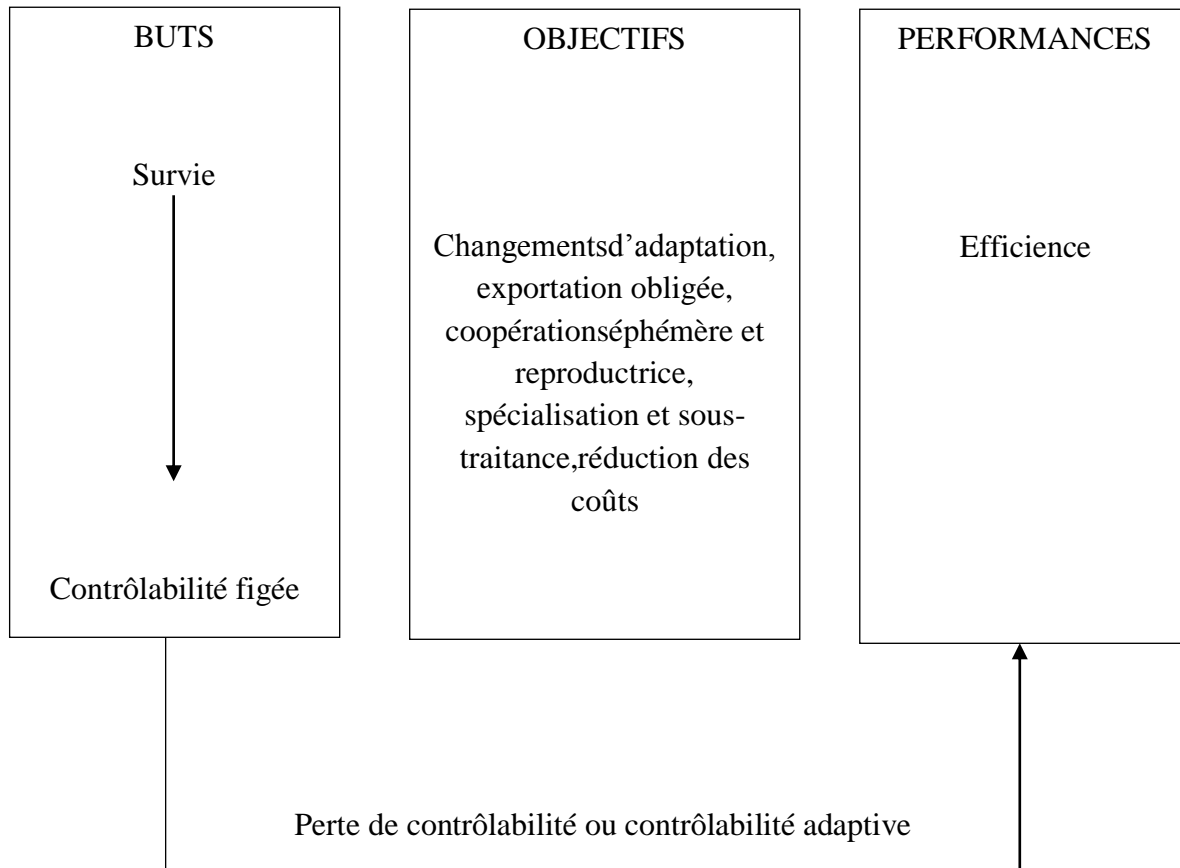 BUTS
Survie
Contrôlabilité figée
OBJECTIFS
Changementsd’adaptation,
exportation obligée,
coopérationséphémère et
reproductrice,
spécialisation et sous-
traitance,réduction des
coûts
PERFORMANCES
Efficience
Perte de contrôlabilité ou contrôlabilité adaptive